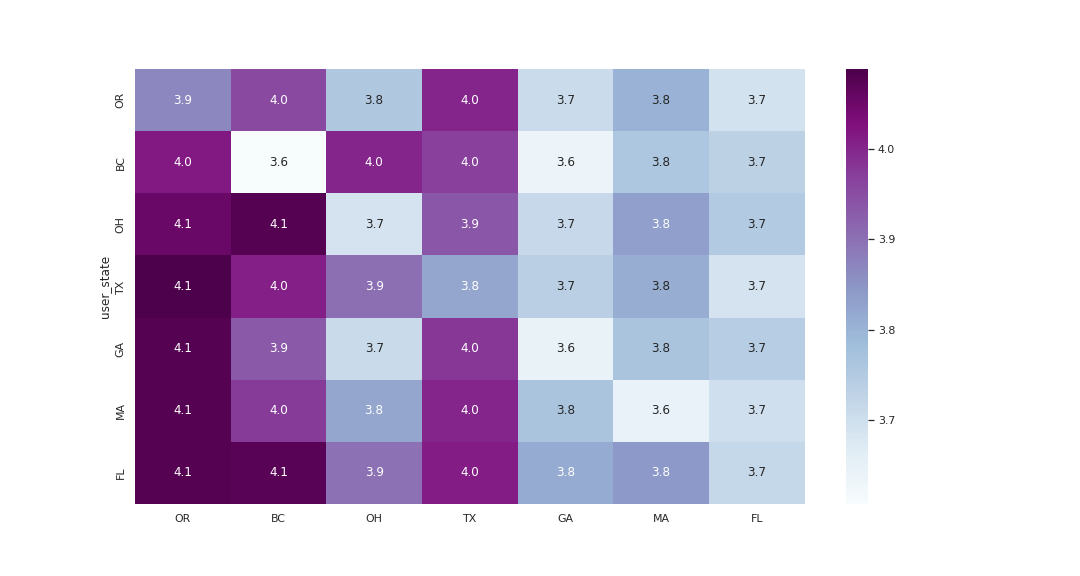 OR 3.9 4.0 3.8 4.0 3.7 3.8 3.7
BC 4.0 3.6 4.0 4.0 3.6 3.8 3.7
OH 4.1 4.1 3.7 3.9 3.7 3.8 3.7
TX 4.1 4.0 3.9 3.8 3.7 3.8 3.7
GA 4.1 3.9 3.7 4.0 3.6 3.8 3.7
MA 4.1 4.0 3.8 4.0 3.8 3.6 3.7
FL 4.1 4.1 3.9 4.0 3.8 3.8 3.7
OR BC OH TX GA MA FL
user_state
4.0
3.9
3.8
3.7